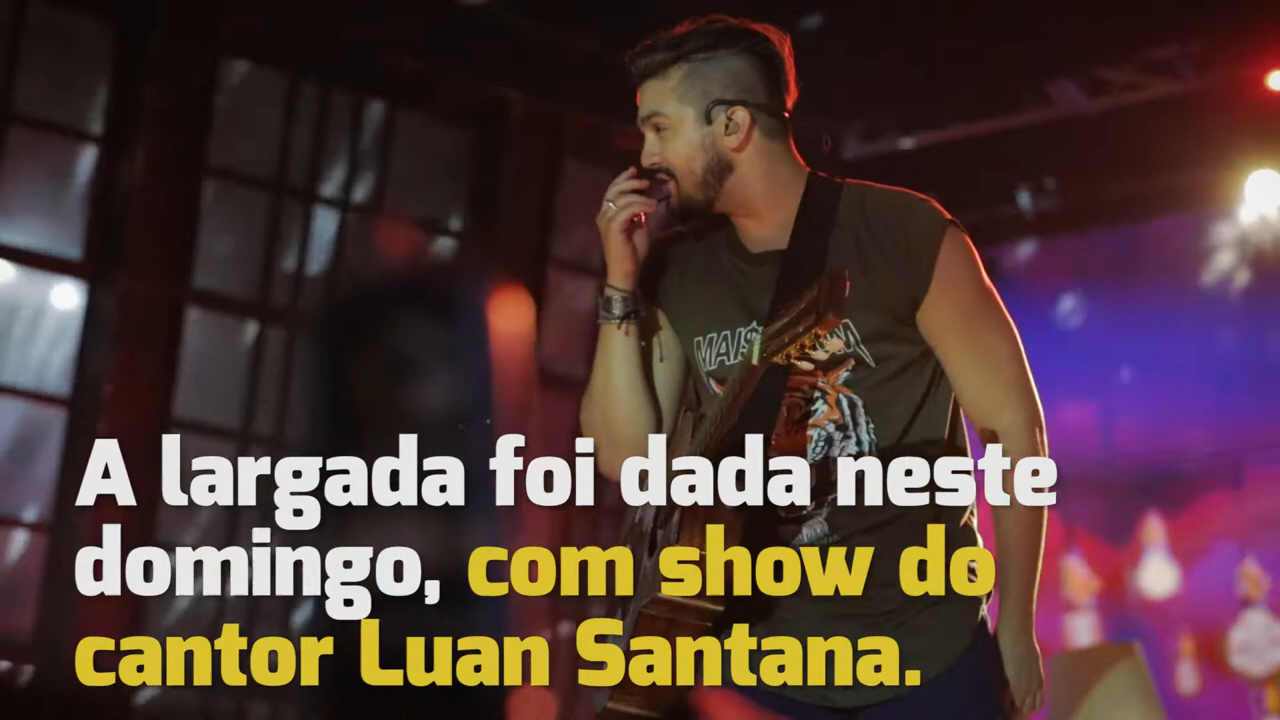 A largada foi dada neste
domingo, com show do
cantor Luan Santana.